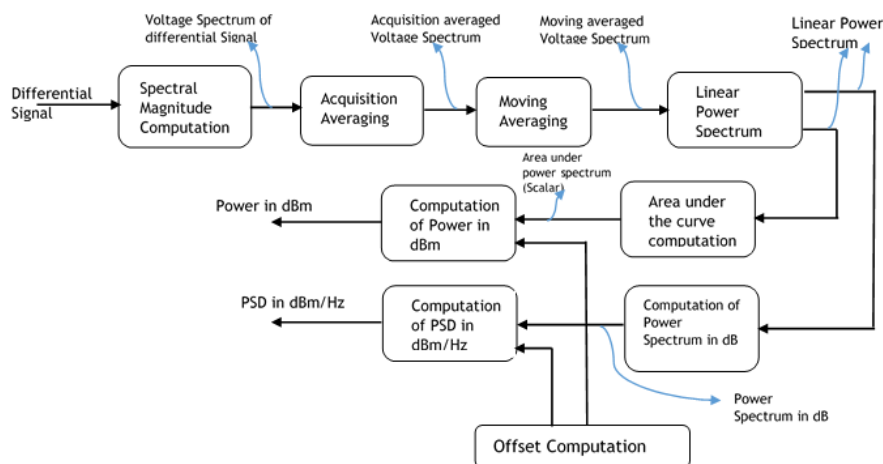 Voltage Spectrum of
differential Signal
Acquisition averaged
Voltage Spectrum
Moving averaged
Voltage Spectrum
Linear Power
Spectrum
Differential
Signal
Spectral
Magnitude
Computation
Acquisition
Averaging
Moving
Averaging
Linear
Power
Spectrum
Area under
power spectrum
(Scalar)
Power in dBm
Computation
of Power in
dBm
Area under
the curve
computation
PSD in dBm/Hz
Computation
of PSD in
dBm/Hz
Computation of
Power
Spectrum in dB
Power
Spectrum in dB
Offset Computation